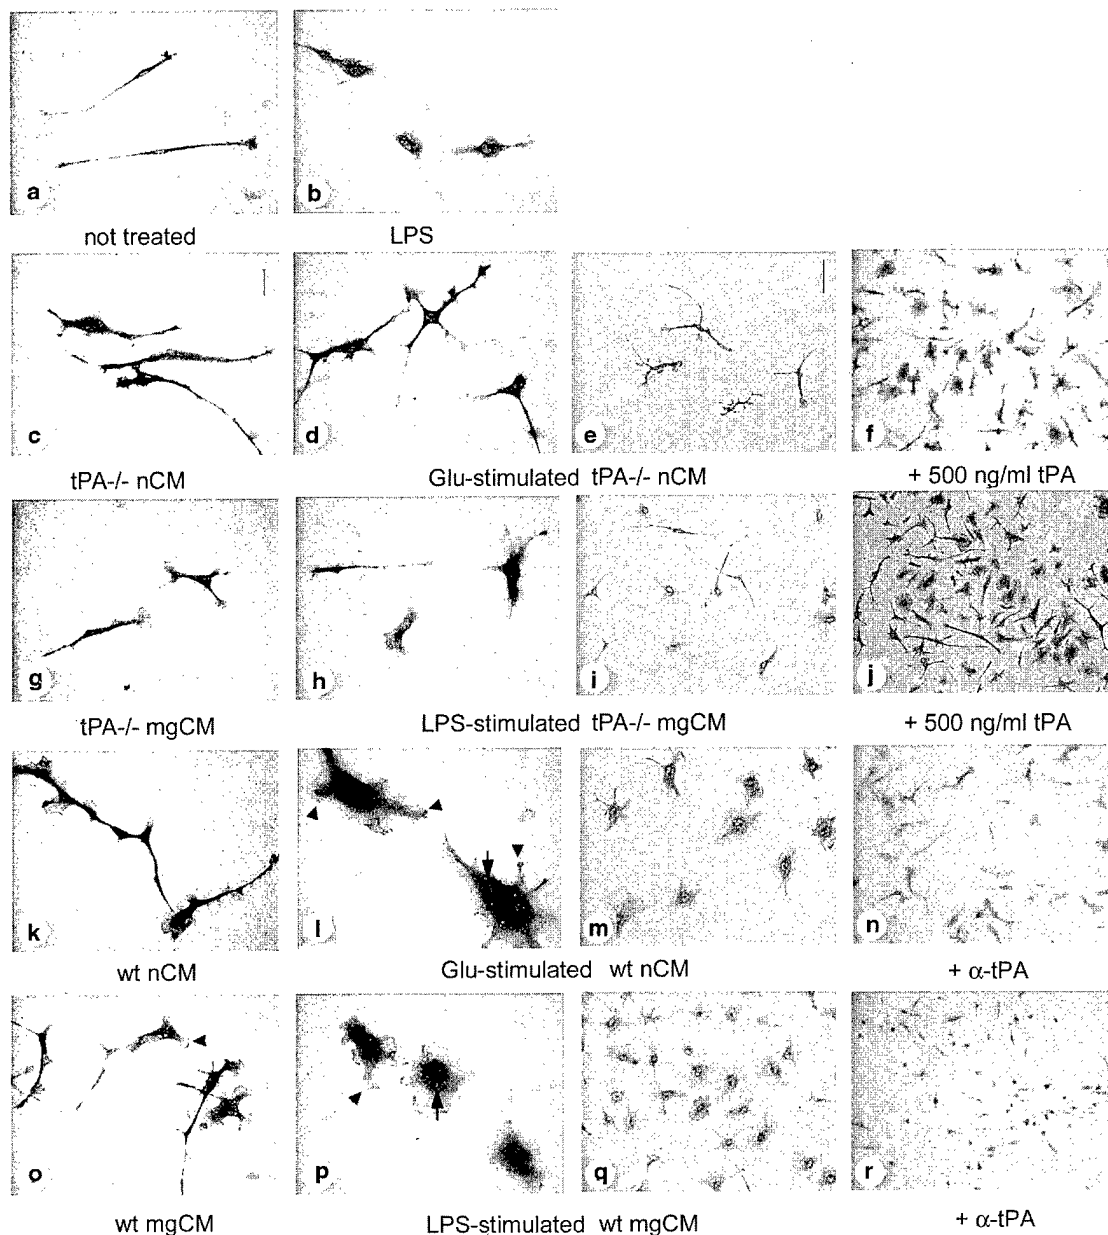 a b
not treated LPS
c d e f
tPA-/- nCM Glu-stimulated tPA-/- nCM + 500 ng/ml tPA
g h i j
tPA-/- mgCM LPS-stimulated tPA-/- mgCM + 500 ng/ml tPA
k l m n
wt nCM Glu-stimulated wt nCM + α-tPA
o p q r
wt mgCM LPS-stimulated wt mgCM + α-tPA